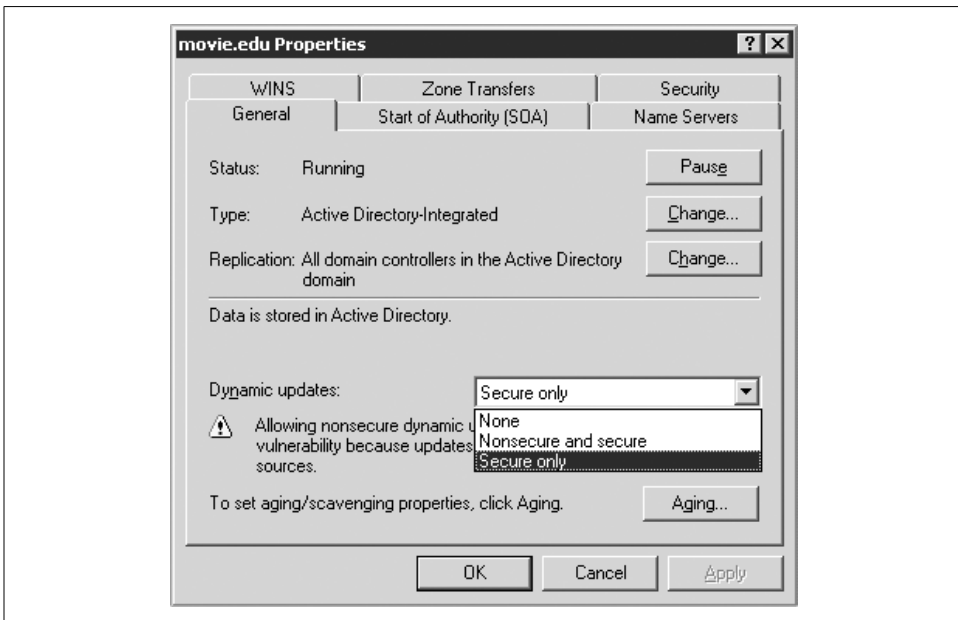 movie.edu Properties
WINS
Zone Transfers
Security
General
Start of Authority (SOA)
Name Servers
Status: Running
Pause
Type: Active Directory-Integrated
Change...
Replication: All domain controllers in the Active Directory
domain
Change...
Data is stored in Active Directory.
Dynamic updates:
Secure only
None
Nonsecure and secure
Secure only
Allowing nonsecure dynamic
vulnerability because updates
sources.
To set aging/scavenging properties, click Aging.
Aging...
OK
Cancel
Apply